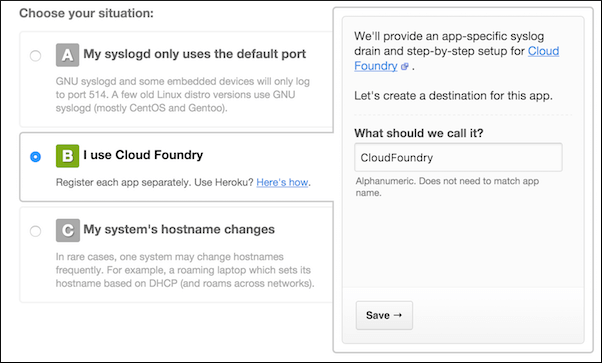 Choose your situation:
A My syslogd only uses the default port
GNU syslogd and some embedded devices will only log
to port 514. A few old Linux distro versions use GNU
syslogd (mostly CentOS and Gentoo).
B I use Cloud Foundry
Register each app separately. Use Heroku? Here's how.
C My system's hostname changes
In rare cases, one system may change hostnames
frequently. For example, a roaming laptop which sets its
hostname based on DHCP (and roams across networks).
We'll provide an app-specific syslog
drain and step-by-step setup for Cloud
Foundry .
Let's create a destination for this app.
What should we call it?
CloudFoundry
Alphanumeric. Does not need to match app
name.
Save →